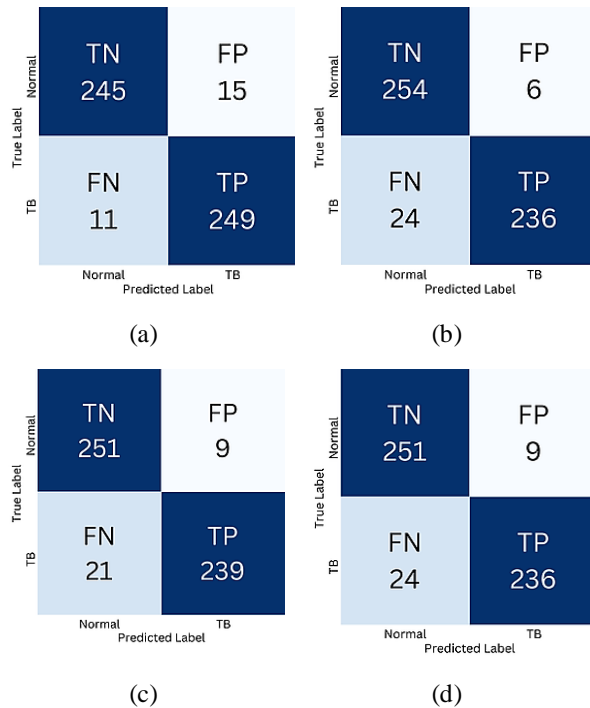 TN FP
245 15
FN TP
11 249
Normal
TB
True Label
Normal TB
Predicted Label
(a)
TN FP
254 6
FN TP
24 236
Normal
TB
True Label
Normal TB
Predicted Label
(b)
TN FP
251 9
FN TP
21 239
Normal
TB
True Label
Normal TB
Predicted Label
(c)
TN FP
251 9
FN TP
24 236
Normal
TB
True Label
Normal TB
Predicted Label
(d)